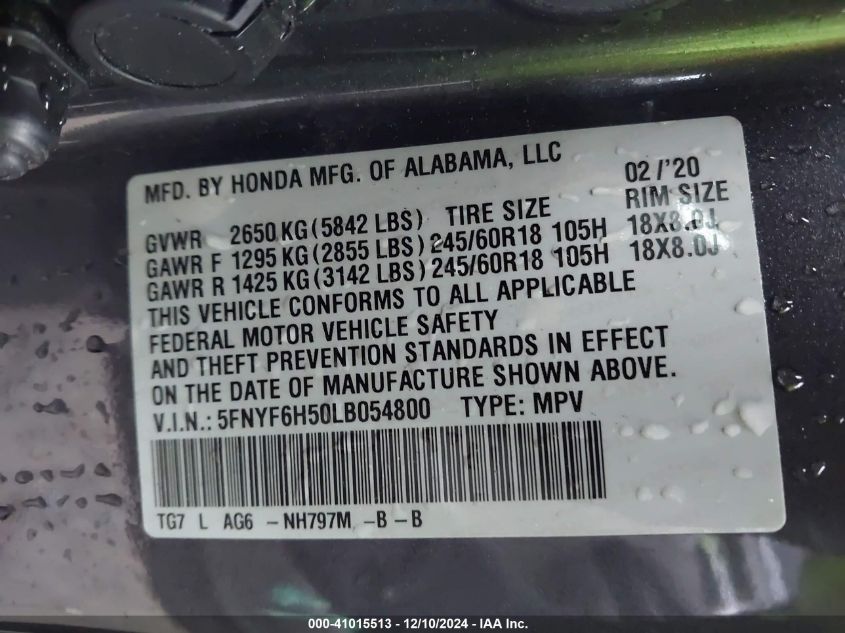 MFD. BY HONDA MFG. OF ALABAMA, LLC 02/'20
GVWR 2650 KG (5842 LBS) TIRE SIZE RIM SIZE
GAWR F 1295 KG (2855 LBS) 245/60R18 105H 18X8.0J
GAWR R 1425 KG (3142 LBS) 245/60R18 105H 18X8.0J
THIS VEHICLE CONFORMS TO ALL APPLICABLE
FEDERAL MOTOR VEHICLE SAFETY
AND THEFT PREVENTION STANDARDS IN EFFECT
ON THE DATE OF MANUFACTURE SHOWN ABOVE.
V.I.N.: 5FNYF6H50LB054800 TYPE: MPV
TG7 L AG6 -NH797M -B -B
000-41015513 - 12/10/2024 - IAA Inc.